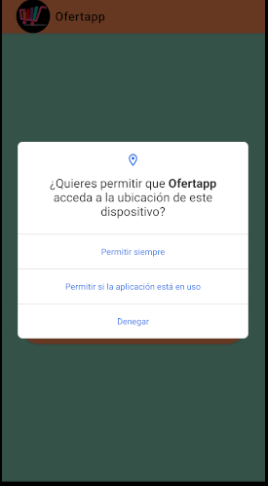 Ofertapp
¿Quieres permitir que Ofertapp
acceda a la ubicación de este
dispositivo?
Permitir siempre
Permitir si la aplicación está en uso
Denegar